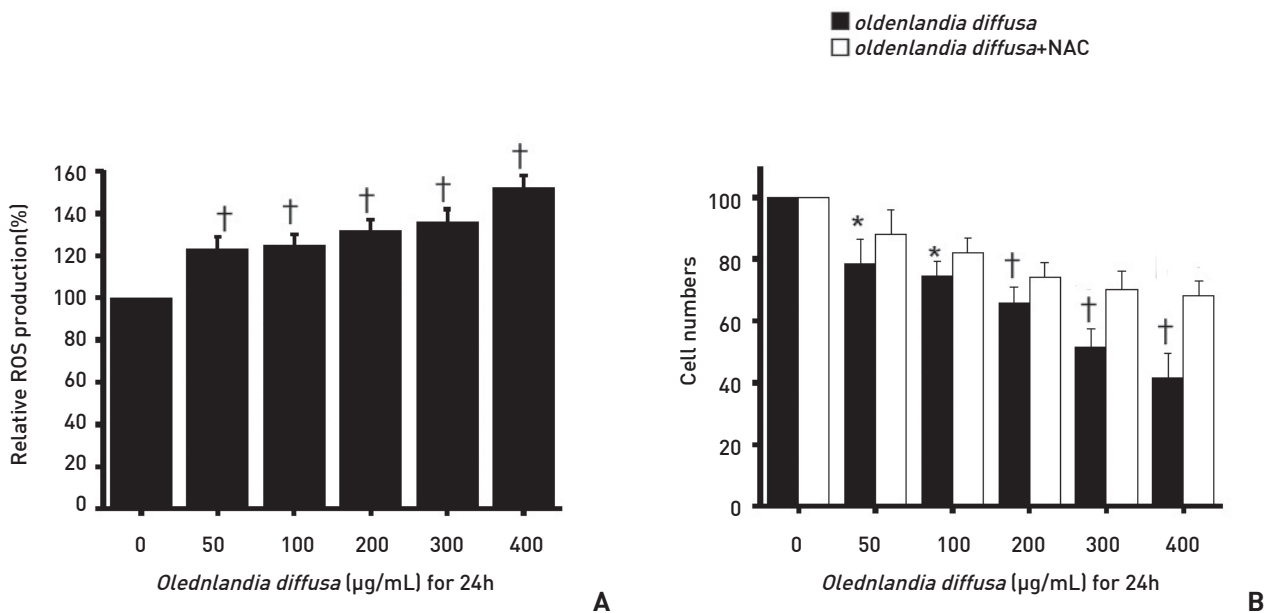 oldenlandia diffusa
oldenlandia diffusa+NAC
Relative ROS production(%)
160
140
120
100
80
60
40
20
0
†
†
†
†
†
0 50 100 200 300 400
Olednlandia diffusa (µg/mL) for 24h
A
Cell numbers
100
80
60
40
20
0
*
*
†
†
†
0 50 100 200 300 400
Olednlandia diffusa (µg/mL) for 24h
B